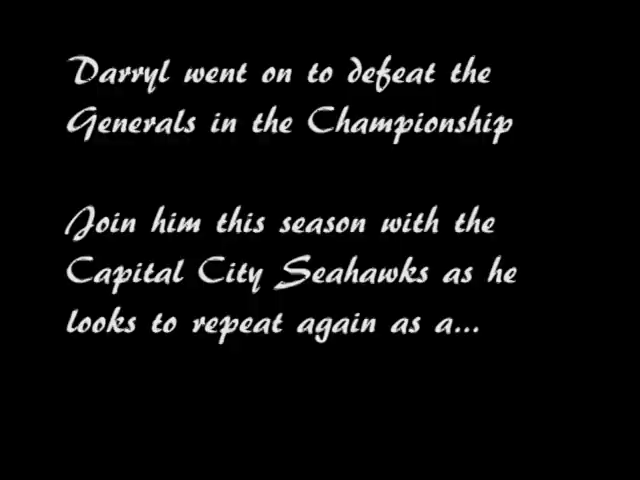 Darryl went on to defeat the
Generals in the Championship
Join him this season with the
Capital City Seahawks as he
looks to repeat again as a...